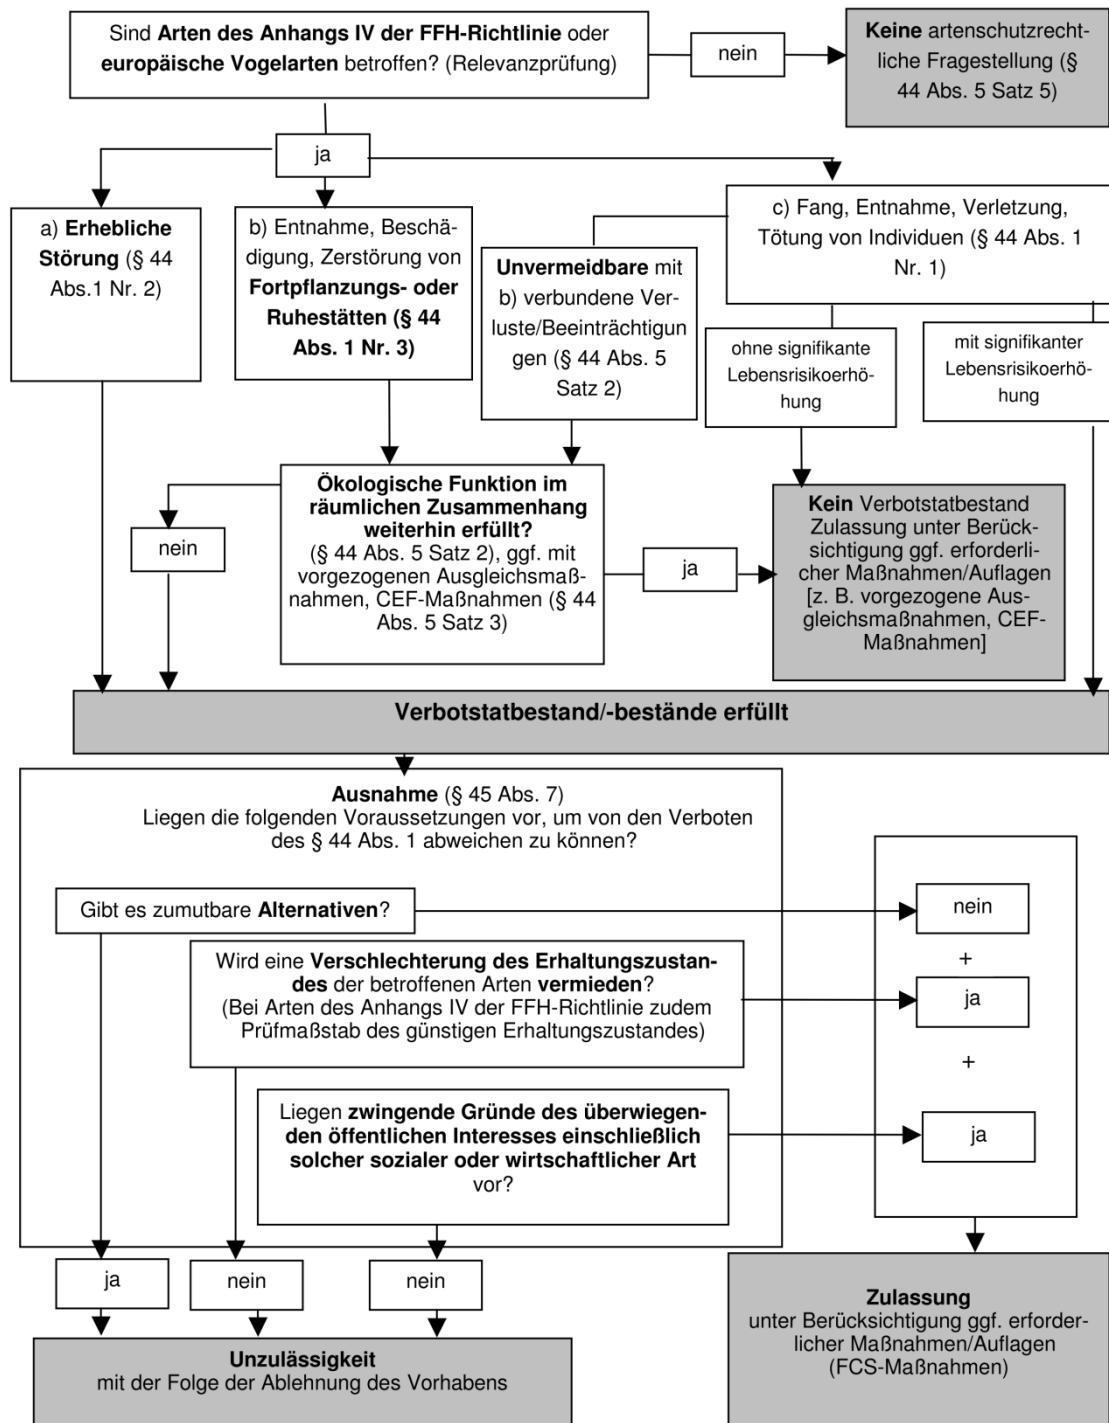 Sind Arten des Anhangs IV der FFH-Richtlinie oder
europäische Vogelarten betroffen? (Relevanzprüfung)
nein
Keine artenschutzrecht-
liche Fragestellung (§
44 Abs. 5 Satz 5)
ja
a) Erhebliche
Störung (§ 44
Abs.1 Nr. 2)
b) Entnahme, Beschä-
digung, Zerstörung von
Fortpflanzungs- oder
Ruhestätten (§ 44
Abs. 1 Nr. 3)
Unvermeidbare mit
b) verbundene Ver-
luste/Beeinträchtigun
gen (§ 44 Abs. 5
Satz 2)
c) Fang, Entnahme, Verletzung,
Tötung von Individuen (§ 44 Abs. 1
Nr. 1)
ohne signifikante
Lebensrisikoerhö-
hung
mit signifikanter
Lebensrisikoerhö-
hung
Ökologische Funktion im
räumlichen Zusammenhang
weiterhin erfüllt?
(§ 44 Abs. 5 Satz 2), ggf. mit
vorgezogenen Ausgleichsmaß-
nahmen, CEF-Maßnahmen (§ 44
Abs. 5 Satz 3)
nein
ja
Kein Verbotstatbestand
Zulassung unter Berück-
sichtigung ggf. erforderli-
cher Maßnahmen/Auflagen
[z. B. vorgezogene Aus-
gleichsmaßnahmen, CEF-
Maßnahmen]
Verbotstatbestand/-bestände erfüllt
Ausnahme (§ 45 Abs. 7)
Liegen die folgenden Voraussetzungen vor, um von den Verboten
des § 44 Abs. 1 abweichen zu können?
Gibt es zumutbare Alternativen?
nein
+
Wird eine Verschlechterung des Erhaltungszustan-
des der betroffenen Arten vermieden?
(Bei Arten des Anhangs IV der FFH-Richtlinie zudem
Prüfmaßstab des günstigen Erhaltungszustandes)
ja
+
Liegen zwingende Gründe des überwiegen-
den öffentlichen Interesses einschließlich
solcher sozialer oder wirtschaftlicher Art
vor?
ja
ja
nein
nein
Unzulässigkeit
mit der Folge der Ablehnung des Vorhabens
Zulassung
unter Berücksichtigung ggf. erforder-
licher Maßnahmen/Auflagen
(FCS-Maßnahmen)